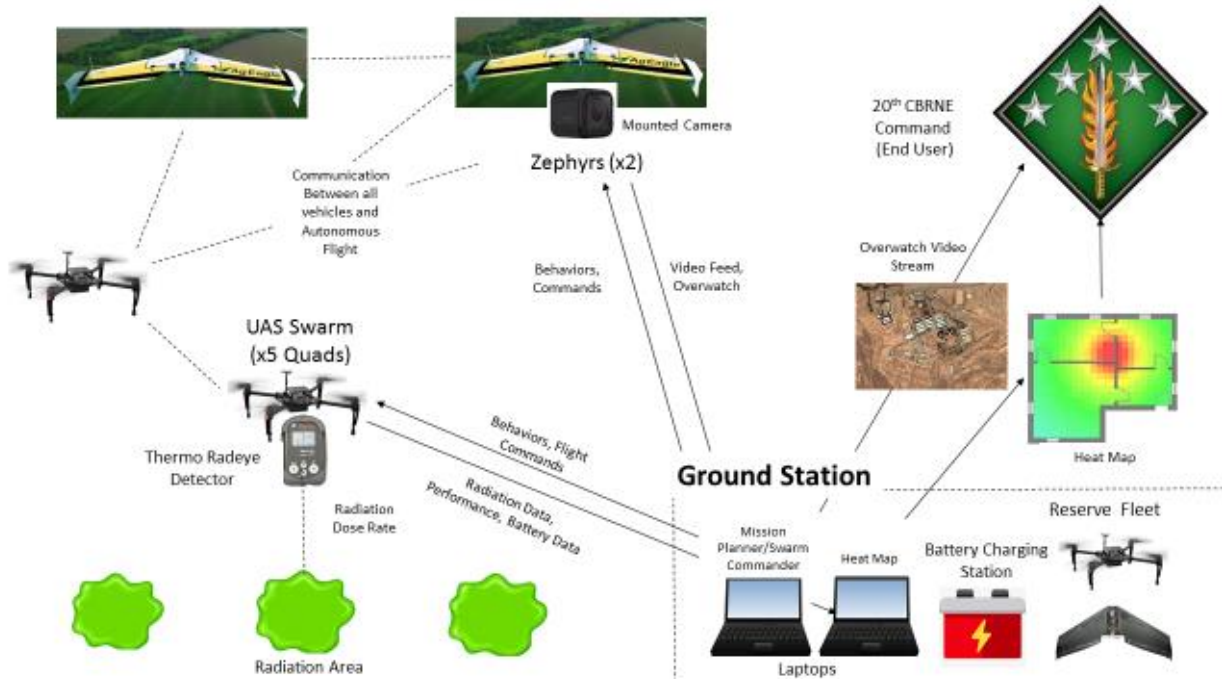 AgEagle
AgEagle
Mounted Camera
Zephyrs (x2)
20th CBRNE
Command
(End User)
Communication
Between all
vehicles and
Autonomous
Flight
Behaviors,
Commands
Video Feed,
Overwatch
Overwatch Video
Stream
UAS Swarm
(x5 Quads)
Thermo Radeye
Detector
Behaviors, Flight
Commands
Radiation Data,
Performance, Battery Data
Radiation
Dose Rate
Heat Map
Ground Station
Reserve Fleet
Mission
Planner/Swarm
Commander
Heat Map
Battery Charging
Station
Laptops
Radiation Area